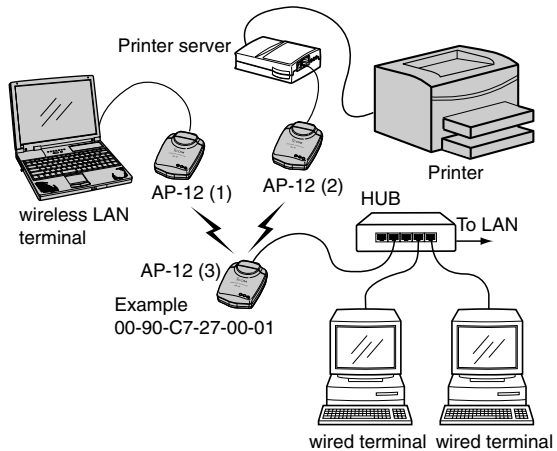 Printer server
Printer
AP-12 (1)
AP-12 (2)
wireless LAN
terminal
HUB
To LAN
AP-12 (3)
Example
00-90-C7-27-00-01
wired terminal
wired terminal